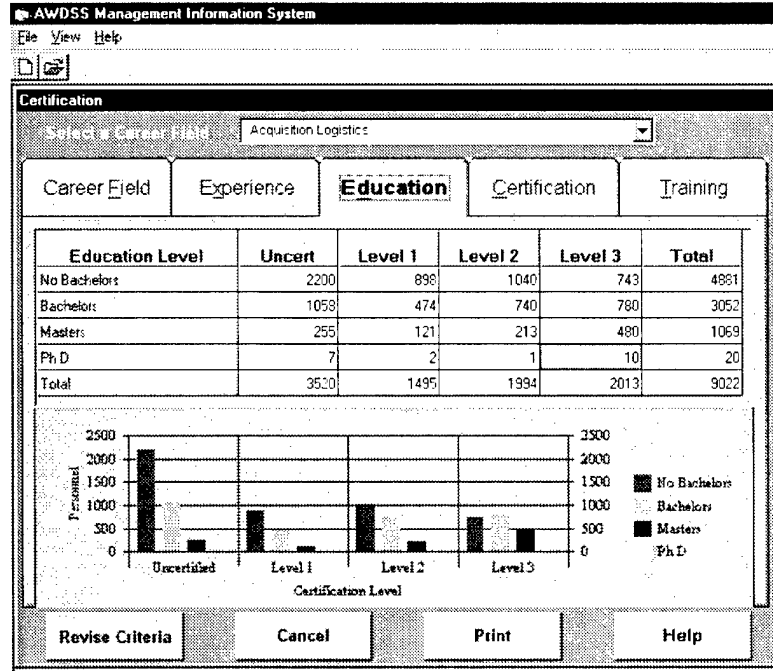 AWDSS Management Information System
File View Help
Certification
Select a Career Field Acquisition Logistics
Career Field Experience Education Certification Training
Education Level Uncert Level 1 Level 2 Level 3 Total
No Bachelors 2200 898 1040 743 4881
Bachelors 1058 474 740 780 3052
Masters 255 121 213 480 1069
Ph D 7 2 1 10 20
Total 3520 1495 1994 2013 9022
2500 2500
2000 2000
1500 1500 No Bachelors
1000 1000 Bachelors
500 500 Masters
0 0 Ph D
Personnel
Uncertified Level 1 Level 2 Level 3
Certification Level
Revise Criteria Cancel Print Help